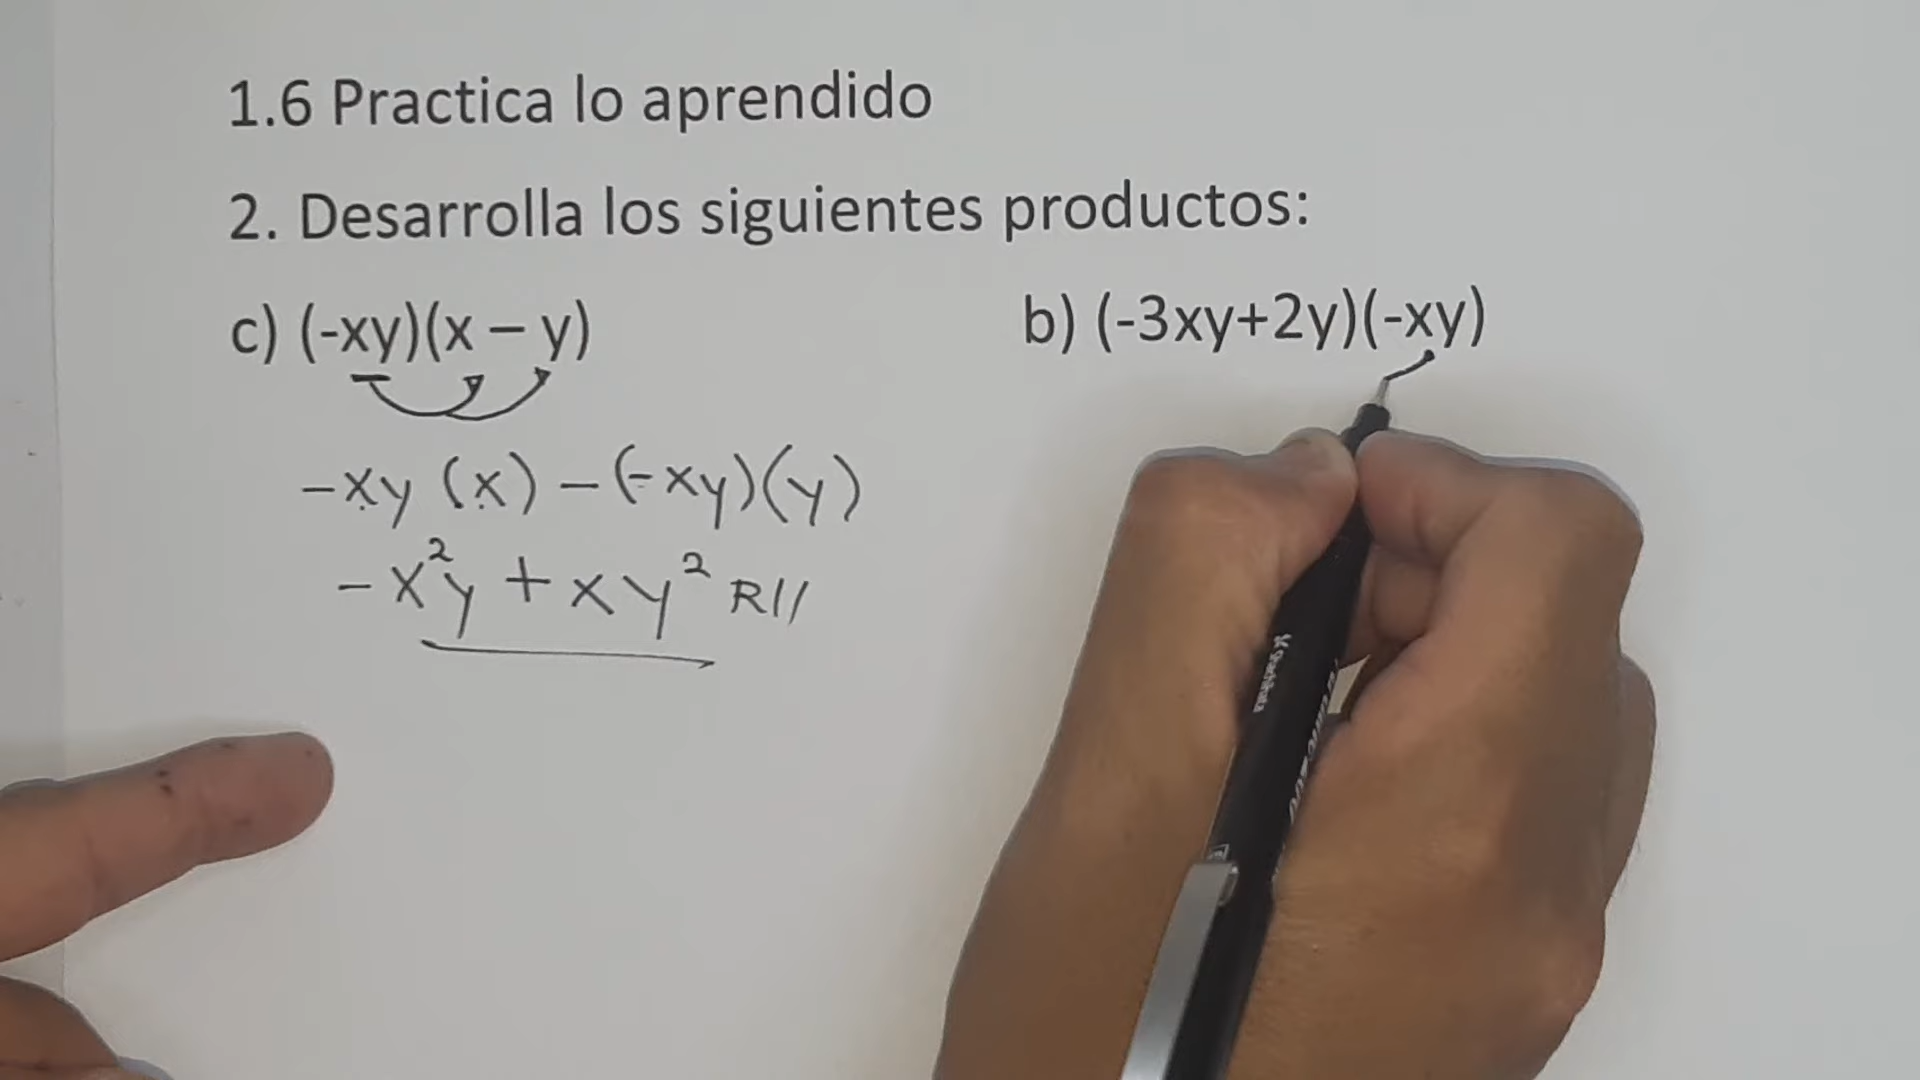 1.6 Practica lo aprendido
2. Desarrolla los siguientes productos:
c) (-xy)(x – y)
-xy (x) - (-xy)(y)
- x²y + xy² R//
b) (-3xy+2y)(-xy)